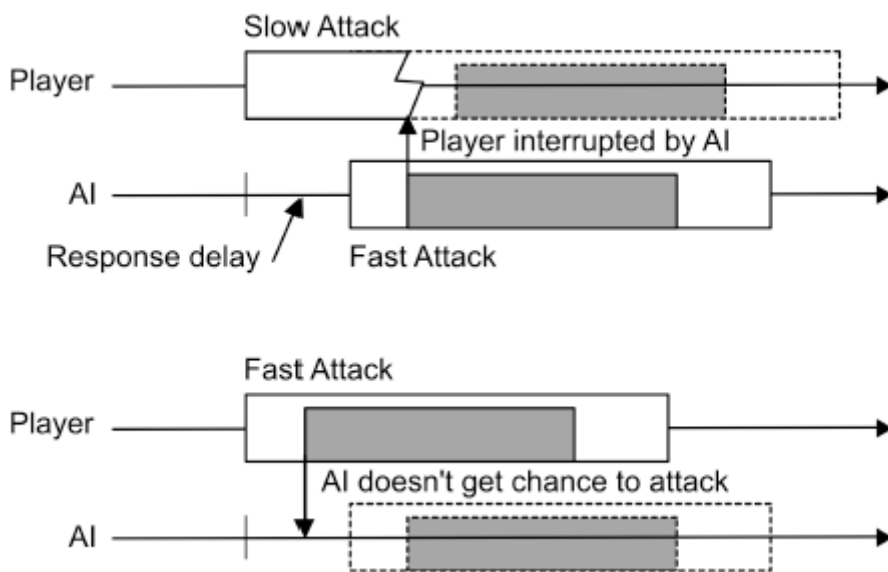 Slow Attack
Player
Player interrupted by AI
AI
Response delay
Fast Attack
Fast Attack
Player
AI doesn't get chance to attack
AI